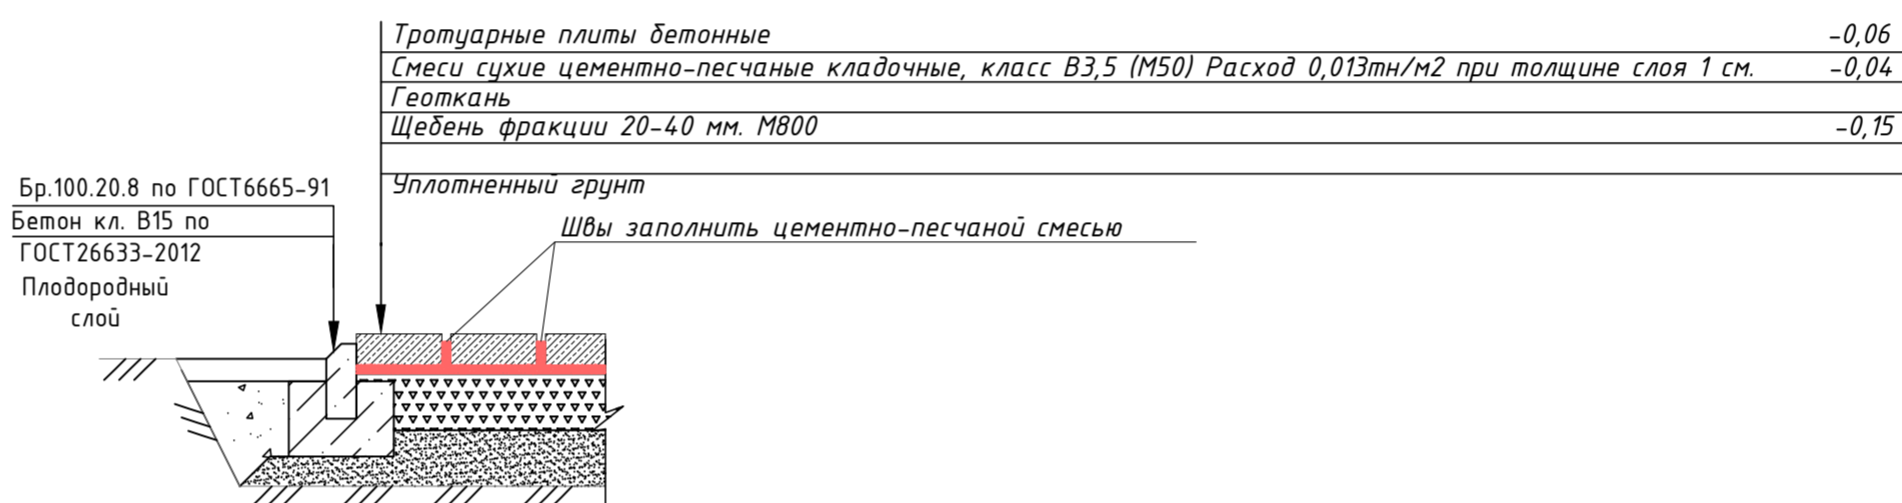 Тротуарные плиты бетонные -0,06
Смеси сухие цементно-песчаные кладочные, класс В3,5 (М50) Расход 0,013тн/м2 при толщине слоя 1 см. -0,04
Геоткань
Щебень фракции 20-40 мм. М800 -0,15
Уплотненный грунт
Бр.100.20.8 по ГОСТ6665-91
Бетон кл. В15 по
ГОСТ26633-2012
Плодородный
слой
Швы заполнить цементно-песчаной смесью